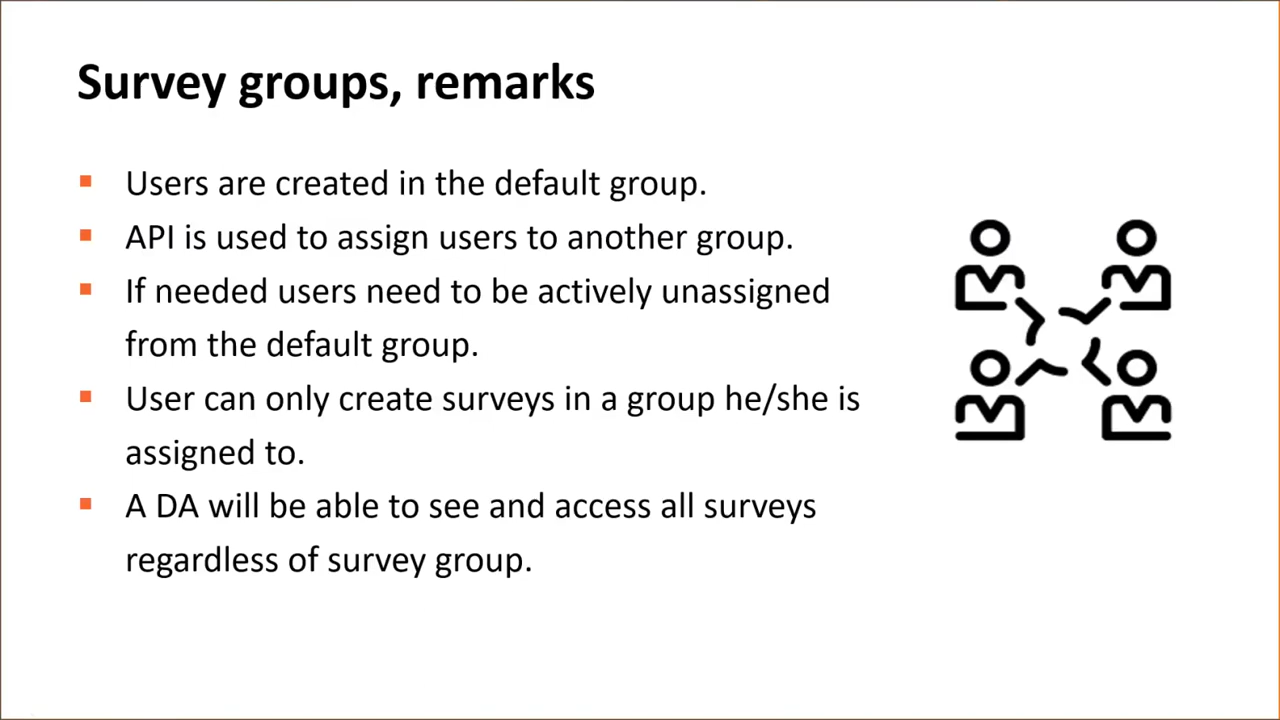 Survey groups, remarks
Users are created in the default group.
API is used to assign users to another group.
If needed users need to be actively unassigned
from the default group.
User can only create surveys in a group he/she is
assigned to.
A DA will be able to see and access all surveys
regardless of survey group.